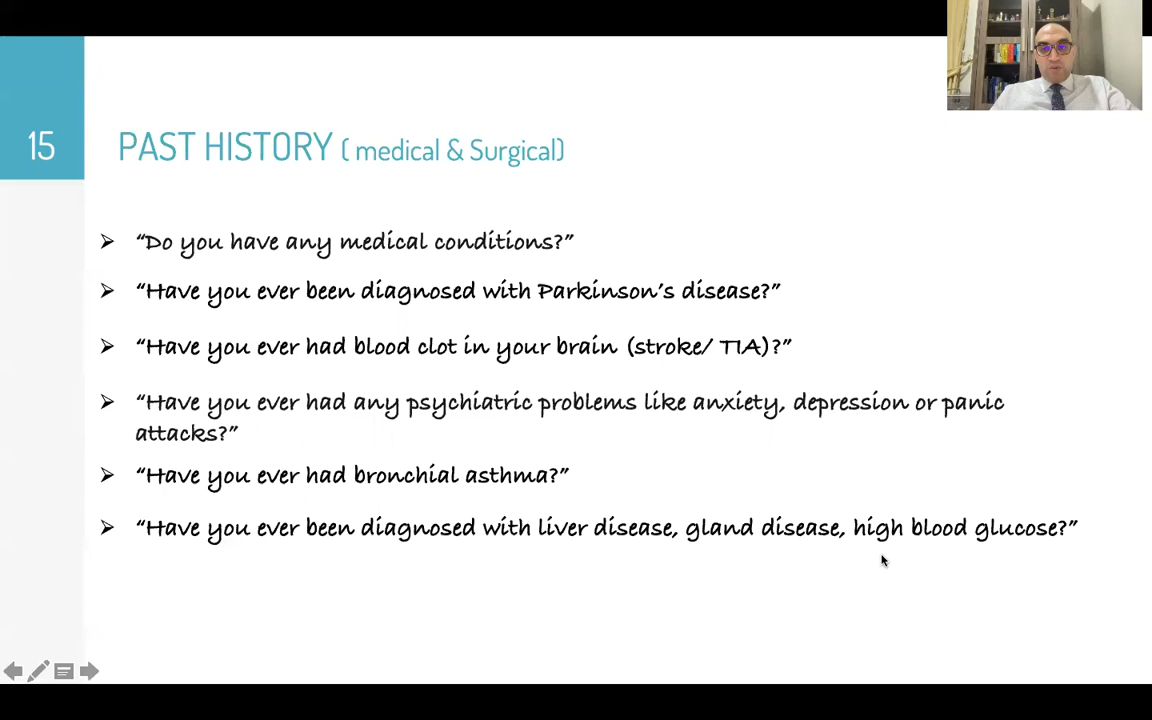 15
PAST HISTORY ( medical & Surgical)
➢ “Do you have any medical conditions?”
➢ “Have you ever been diagnosed with Parkinson’s disease?”
➢ “Have you ever had blood clot in your brain (stroke/ TIA)?”
➢ “Have you ever had any psychiatric problems like anxiety, depression or panic
attacks?”
➢ “Have you ever had bronchial asthma?”
➢ “Have you ever been diagnosed with liver disease, gland disease, high blood glucose?”